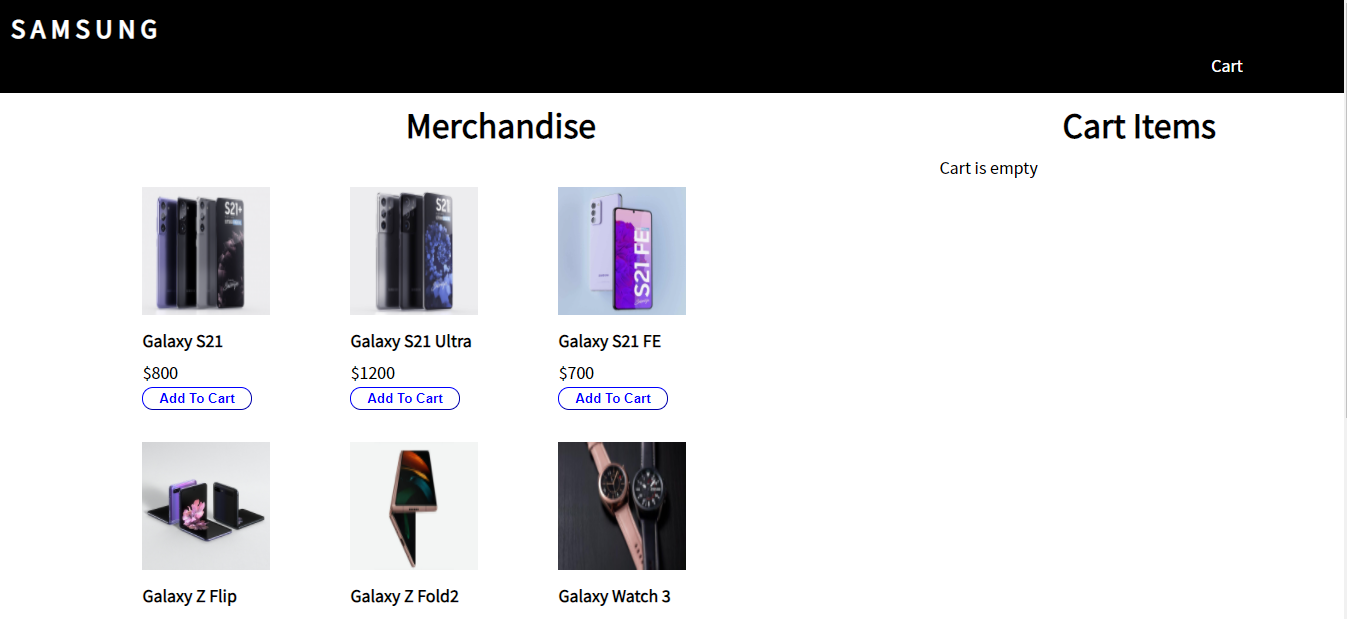 SAMSUNG
Cart
Merchandise
Cart Items
Cart is empty
S21+
S21
S21 FE
Galaxy S21
Galaxy S21 Ultra
Galaxy S21 FE
$800
$1200
$700
Add To Cart
Add To Cart
Add To Cart
Galaxy Z Flip
Galaxy Z Fold2
Galaxy Watch 3